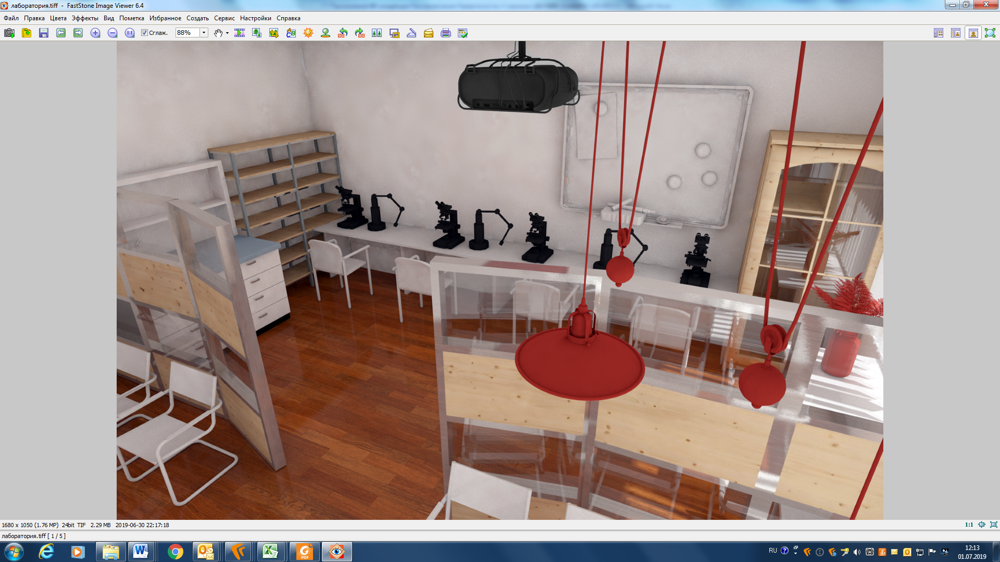 лаборатория.tiff - FastStone Image Viewer 6.4
Файл Правка Цвета Эффекты Вид Пометка Избранное Создать Сервис Настройки Справка
Сглаж. 88%
1680 x 1050 (1.76 MP) 24bit TIF 2.29 MB 2019-06-30 22:17:18
1:1
лаборатория.tiff [ 1 / 5 ]
RU
12:13
01.07.2019